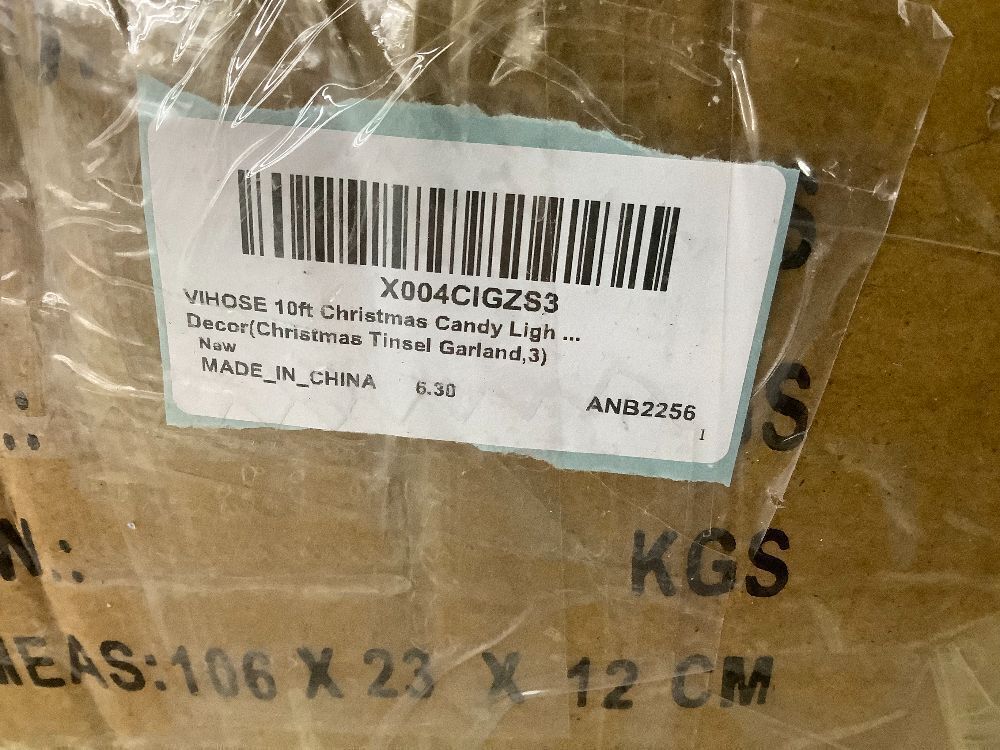 X004CIGZS3
VIHOSE 10ft Christmas Candy Ligh ...
Decor(Christmas Tinsel Garland,3)
New
MADE_IN_CHINA 6.30
ANB2256
1
KGS
MEAS:106 X 23 X 12 CM